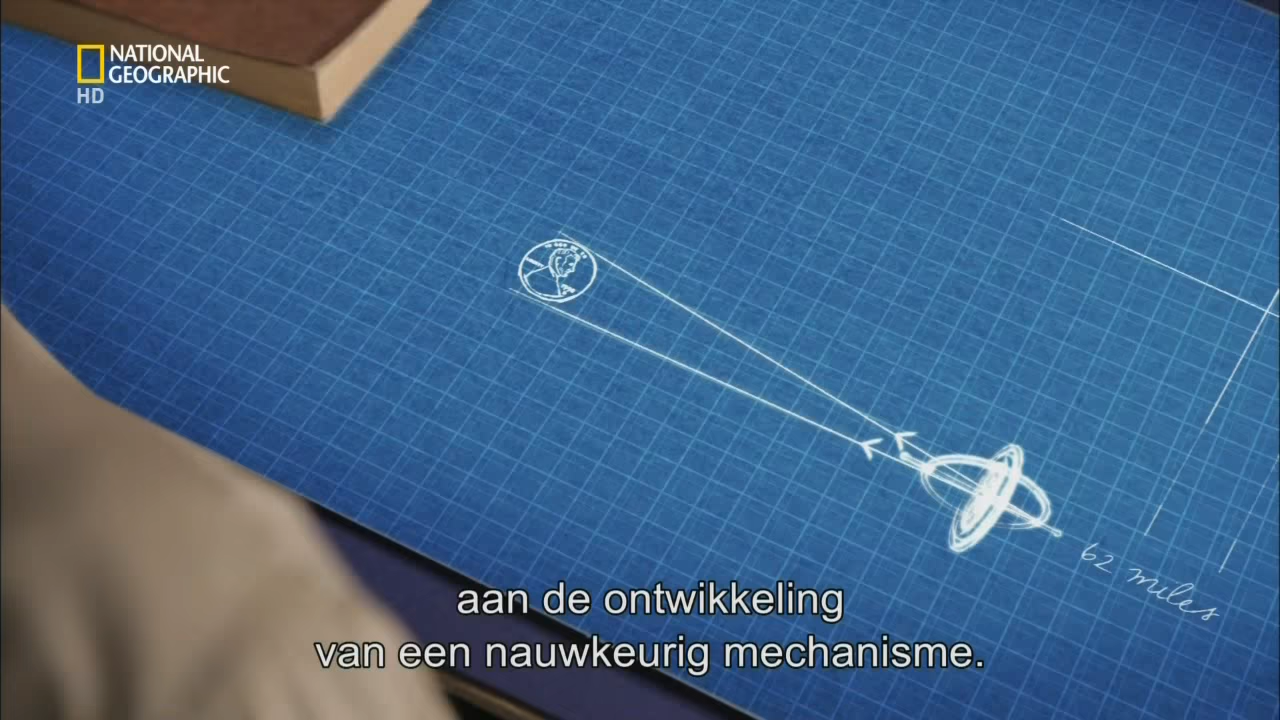 NATIONAL
GEOGRAPHIC
HD
62 miles
aan de ontwikkeling
van een nauwkeurig mechanisme.